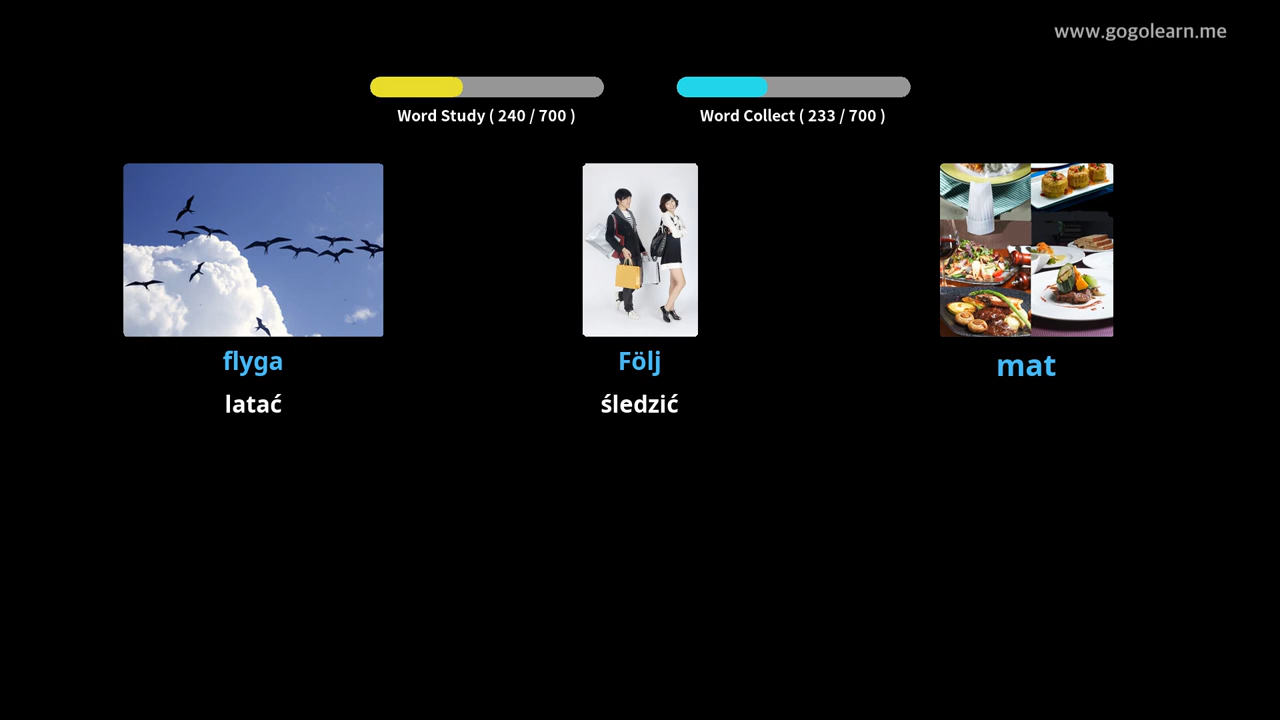 www.gogolearn.me
Word Study ( 240 / 700 )
Word Collect ( 233 / 700 )
flyga
latać
Följ
śledzić
mat